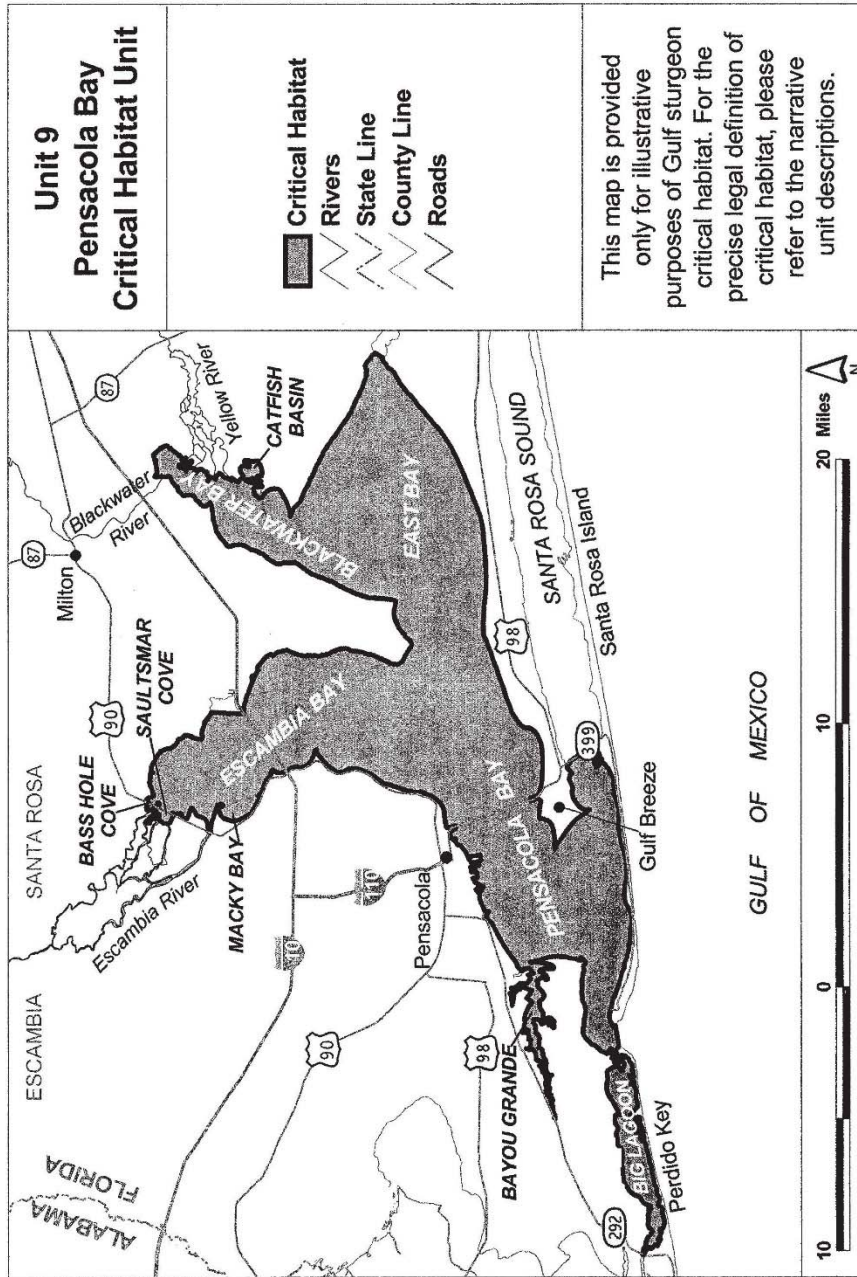 Unit 9
Pensacola Bay
Critical Habitat Unit
Critical Habitat
Rivers
State Line
County Line
Roads
This map is provided
only for illustrative
purposes of Gulf sturgeon
critical habitat. For the
precise legal definition of
critical habitat, please
refer to the narrative
unit descriptions.
ALABAMA
FLORIDA
ESCAMBIA
SANTA ROSA
BASS HOLE
COVE
SAULTSMAR
COVE
90
Milton
87
Blackwater
River
87
Escambia River
MACKY BAY
ESCAMBIA BAY
BLACKWATER BAY
Yellow River
CATFISH
BASIN
10
110
90
Pensacola
EAST BAY
98
BAYOU GRANDE
PENSACOLA BAY
98
SANTA ROSA SOUND
Santa Rosa Island
399
Gulf Breeze
292
BIG LAGOON
Perdido Key
GULF OF MEXICO
10 0 10 20 Miles
N